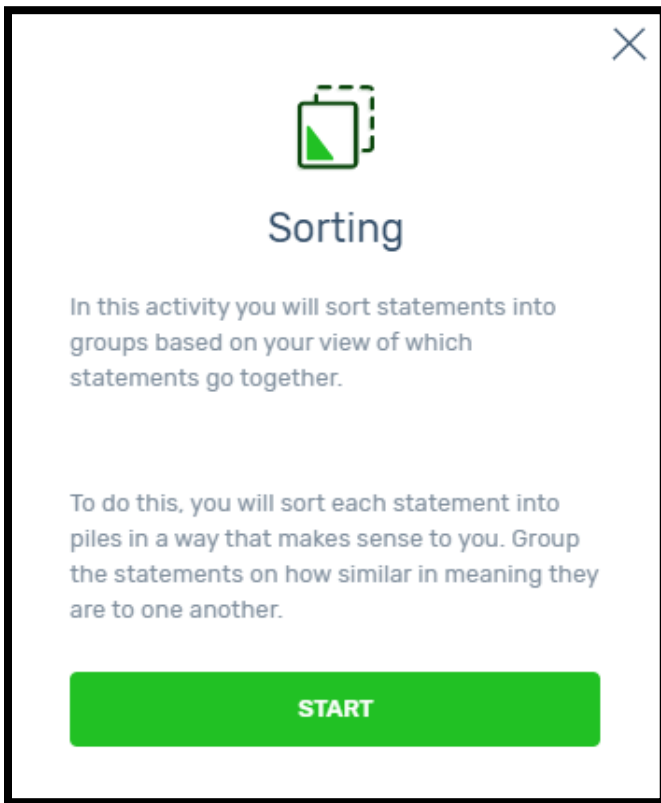 Sorting
In this activity you will sort statements into
groups based on your view of which
statements go together.
To do this, you will sort each statement into
piles in a way that makes sense to you. Group
the statements on how similar in meaning they
are to one another.
START